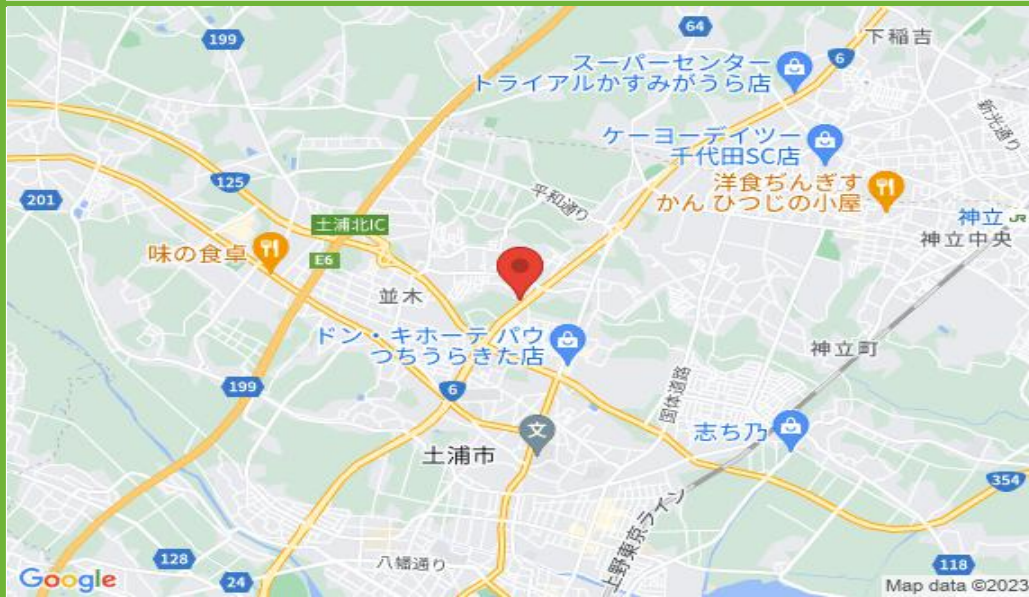 199
64
下稲吉
6
スーパーセンター
トライアルかすみがうら店
新光通り
ケーヨーデイツー
千代田SC店
125
洋食ぢんぎす
かん ひつじの小屋
平和通り
201
土浦北IC
神立 JR
神立中央
味の食卓
E6
並木
ドン・キホーテ パウ
つちうらきた店
神立町
199
6
国体道路
文
志ち乃
土浦市
354
上野東京ライン
128
八幡通り
118
24
Google
Map data ©2023